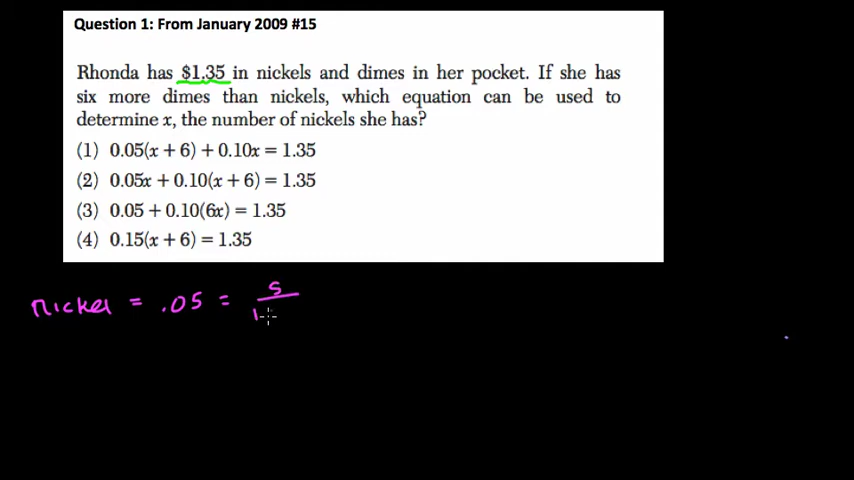 Question 1: From January 2009 #15
Rhonda has $1.35 in nickels and dimes in her pocket. If she has
six more dimes than nickels, which equation can be used to
determine x, the number of nickels she has?
(1) 0.05(x + 6) + 0.10x = 1.35
(2) 0.05x + 0.10(x + 6) = 1.35
(3) 0.05 + 0.10(6x) = 1.35
(4) 0.15(x + 6) = 1.35
Nickel = .05 = 5/1